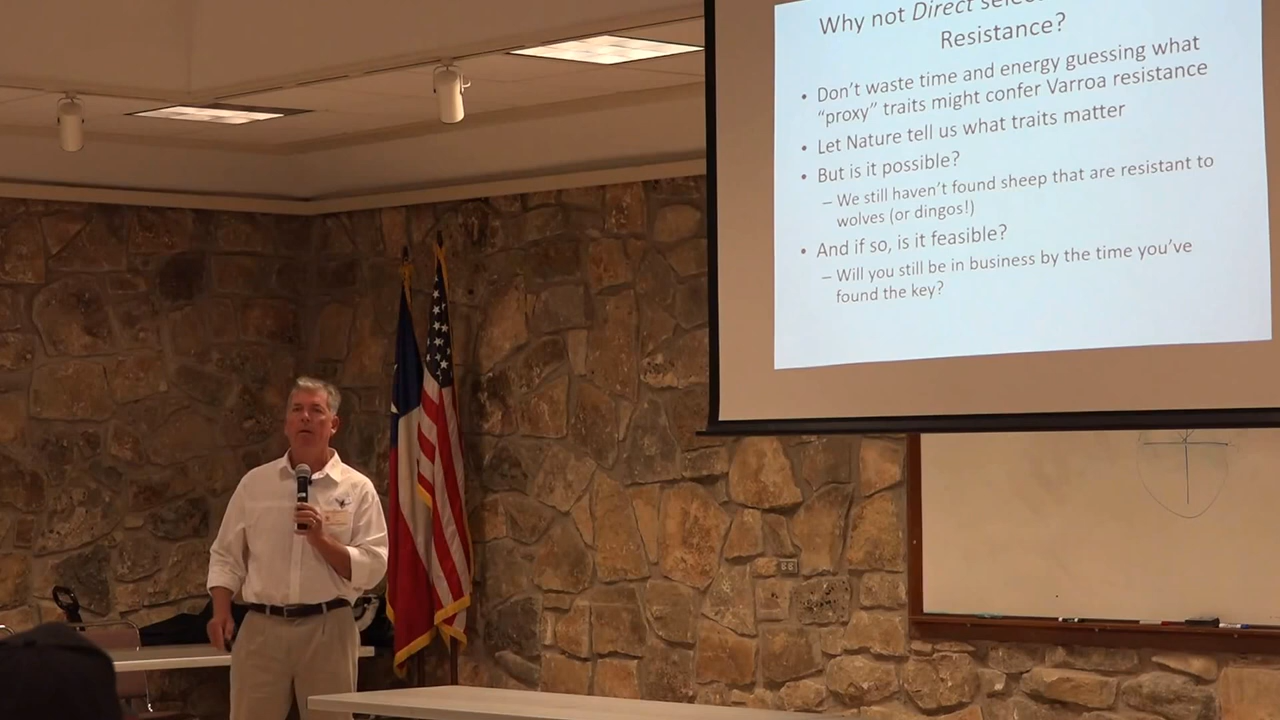 Why not Direct
Resistance?
• Don't waste time and energy guessing what
"proxy" traits might confer Varroa resistance
• Let Nature tell us what traits matter
• But is it possible?
– We still haven't found sheep that are resistant to
wolves (or dingos!)
• And if so, is it feasible?
– Will you still be in business by the time you've
found the key?